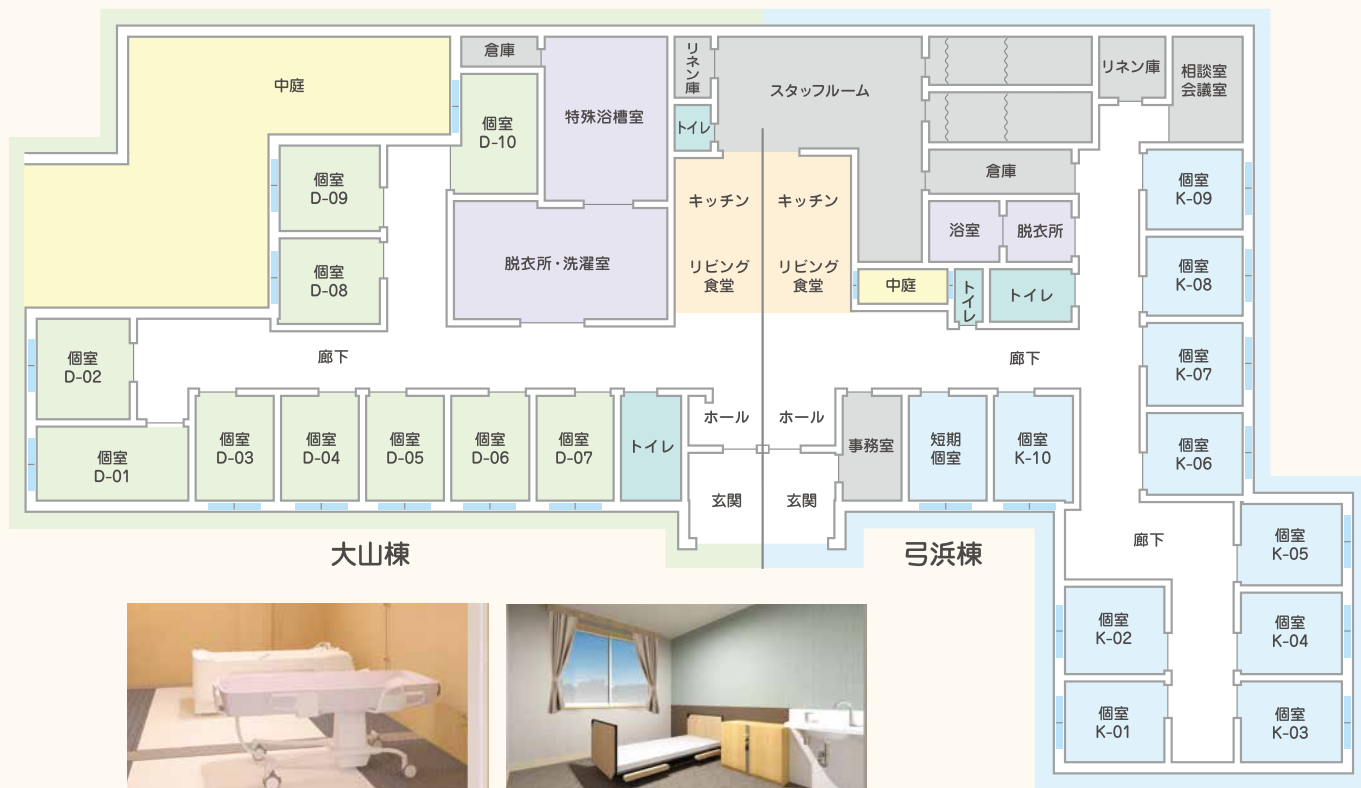 中庭
倉庫
特殊浴槽室
リネン庫
トイレ
スタッフルーム
リネン庫
相談室
会議室
個室
D-10
個室
D-09
個室
D-08
脱衣所・洗濯室
キッチン
キッチン
リビング
食堂
リビング
食堂
倉庫
浴室
脱衣所
中庭
トイレ
トイレ
個室
K-09
個室
K-08
個室
K-07
個室
K-06
個室
D-02
廊下
廊下
個室
D-01
個室
D-03
個室
D-04
個室
D-05
個室
D-06
個室
D-07
トイレ
ホール
ホール
玄関
玄関
事務室
短期
個室
個室
K-10
大山棟
弓浜棟
廊下
個室
K-05
個室
K-02
個室
K-04
個室
K-01
個室
K-03